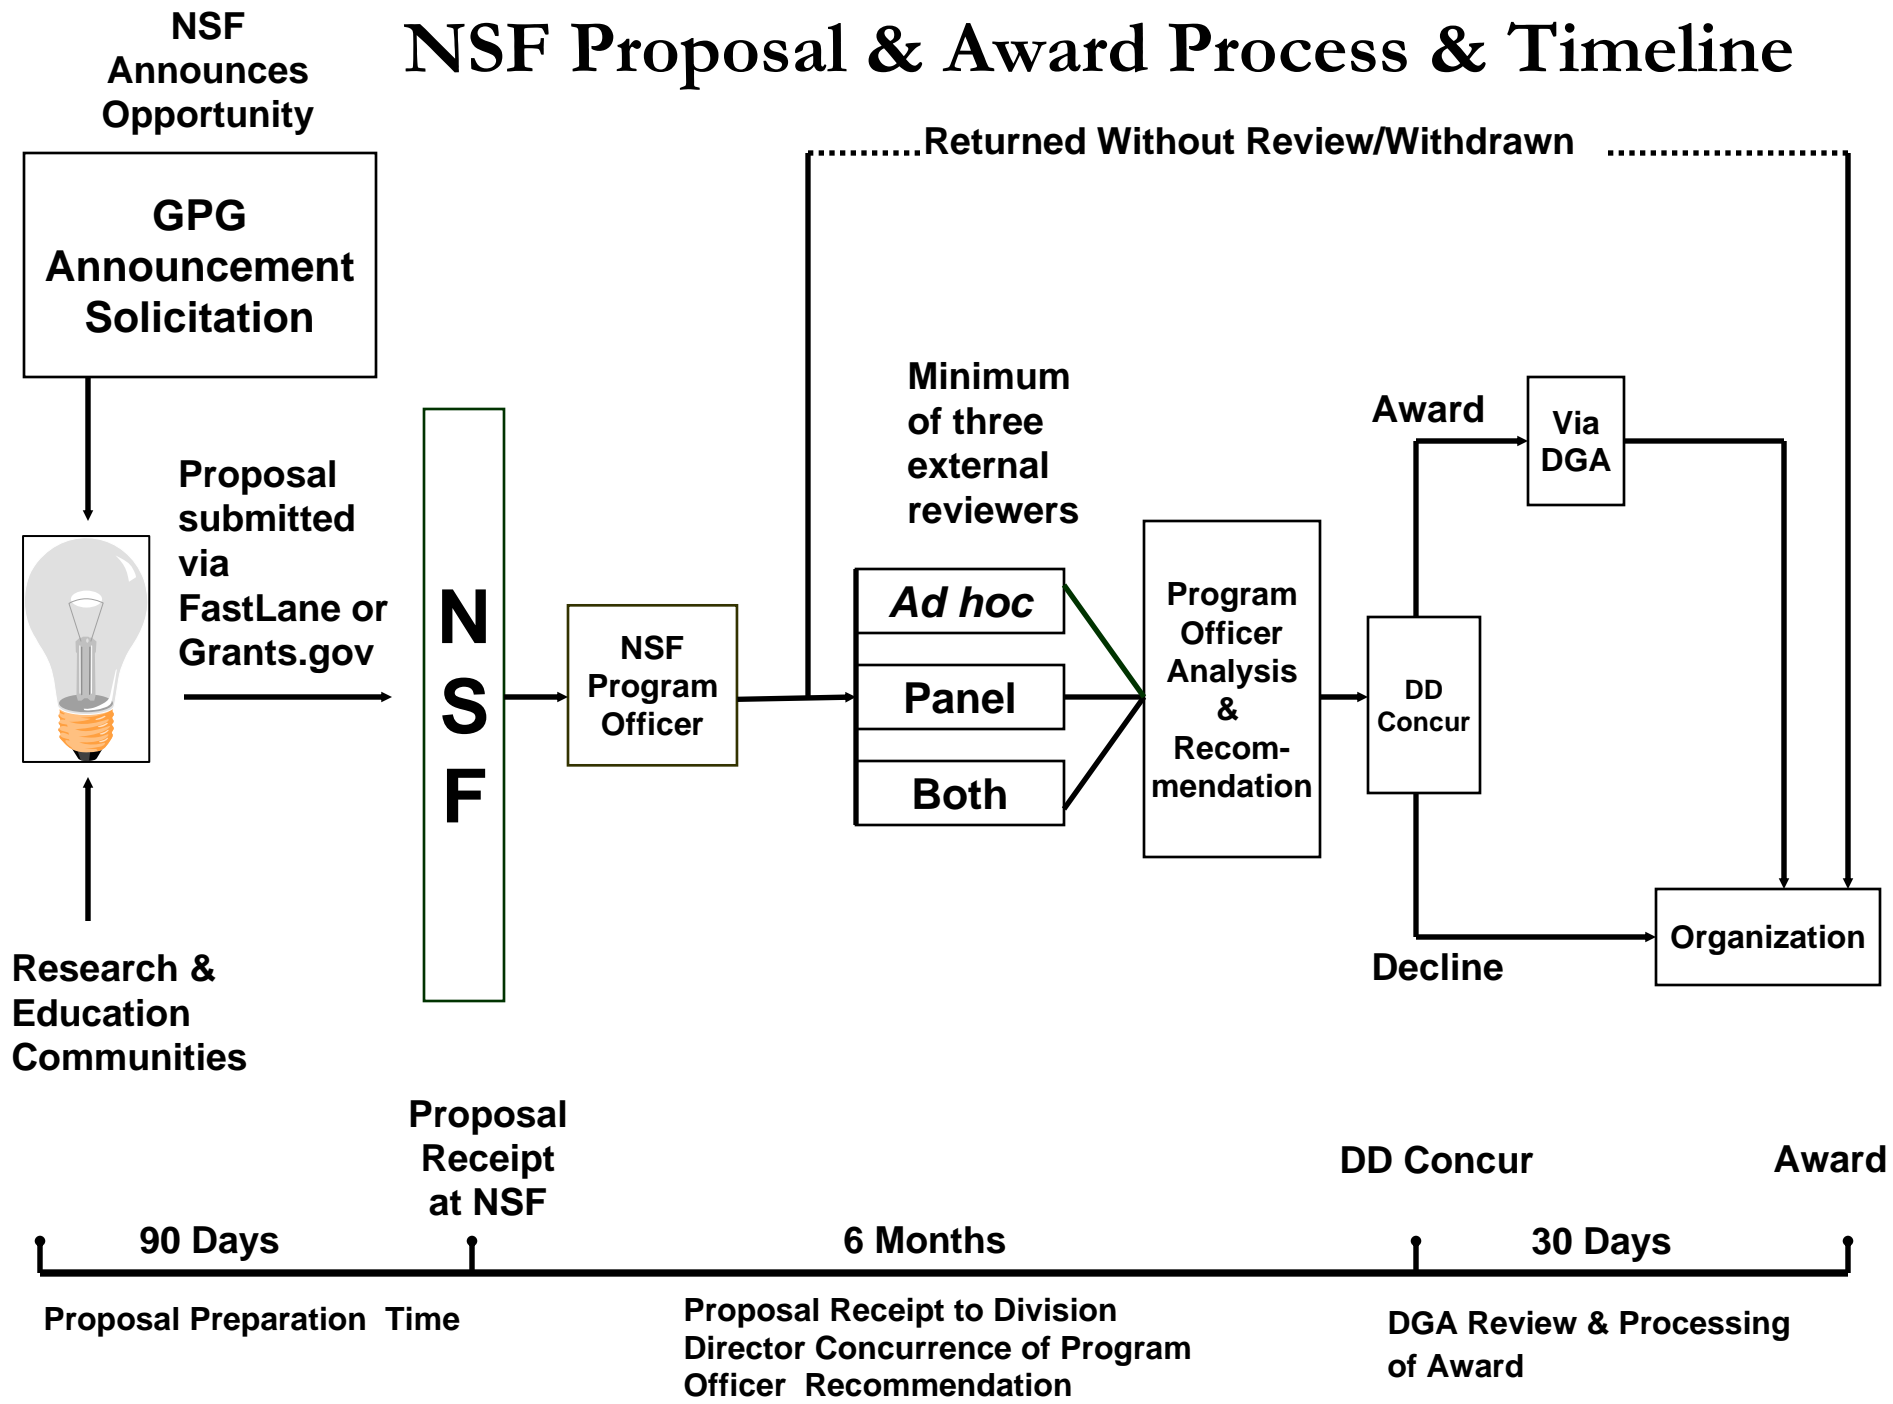 NSF
Announces
Opportunity
NSF Proposal & Award Process & Timeline
Returned Without Review/Withdrawn
GPG
Announcement
Solicitation
Proposal
submitted
via
FastLane or
Grants.gov
Research &
Education
Communities
N
S
F
NSF
Program
Officer
Minimum
of three
external
reviewers
Ad hoc
Panel
Both
Program
Officer
Analysis
&
Recom-
mendation
DD
Concur
Award
Via
DGA
Decline
Organization
Proposal
Receipt
at NSF
DD Concur
Award
90 Days
6 Months
30 Days
Proposal Preparation Time
Proposal Receipt to Division
Director Concurrence of Program
Officer Recommendation
DGA Review & Processing
of Award